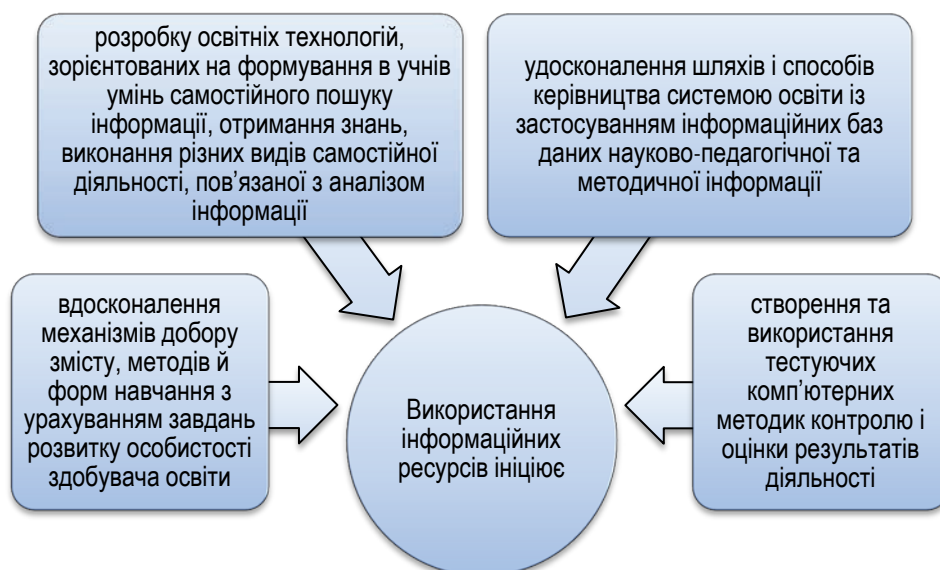 розробку освітніх технологій,
зорієнтованих на формування в учнів
умінь самостійного пошуку
інформації, отримання знань,
виконання різних видів самостійної
діяльності, пов’язаної з аналізом
інформації
удосконалення шляхів і способів
керівництва системою освіти із
застосуванням інформаційних баз
даних науково-педагогічної та
методичної інформації
вдосконалення
механізмів добору
змісту, методів й
форм навчання з
урахуванням завдань
розвитку особистості
здобувача освіти
Використання
інформаційних
ресурсів ініціює
створення та
використання
тестуючих
комп’ютерних
методик контролю і
оцінки результатів
діяльності